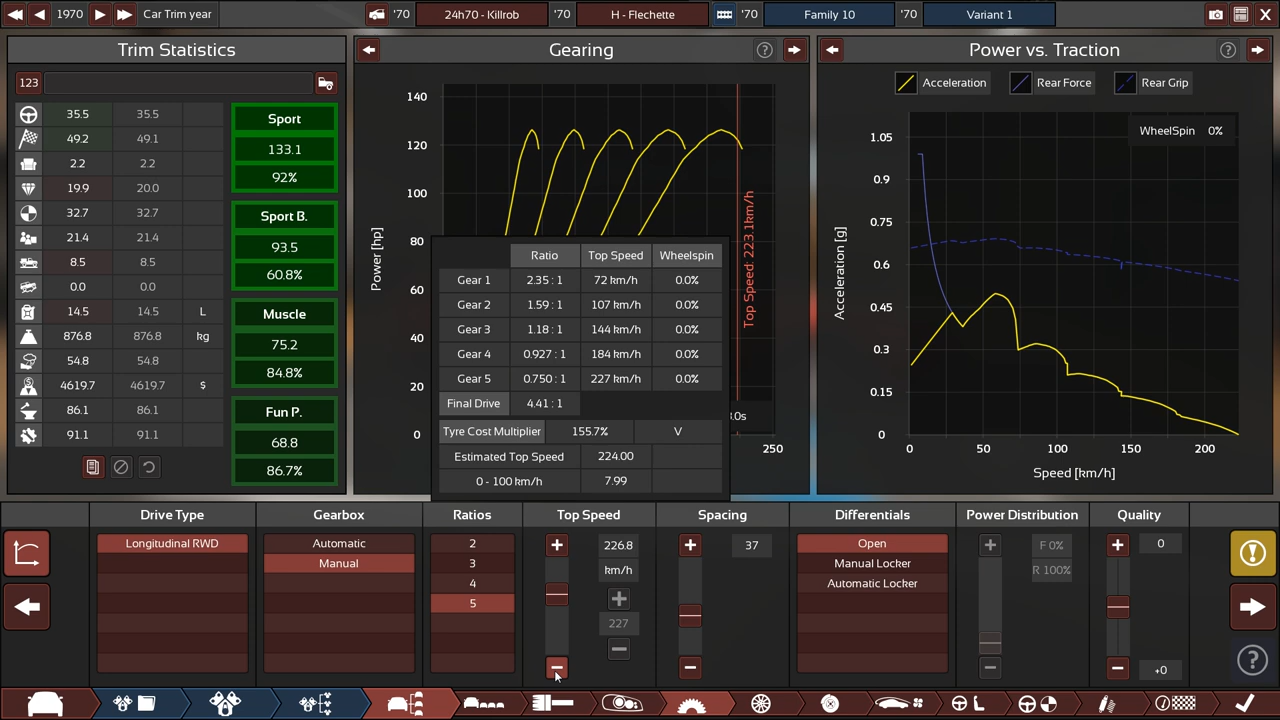 1970
Car Trim year
'70
24h70 - Killrob
'70
H - Flechette
'70
Family 10
'70
Variant 1
Trim Statistics
123
35.5 35.5
49.2 49.1
2.2 2.2
19.9 20.0
32.7 32.7
21.4 21.4
8.5 8.5
0.0 0.0
14.5 14.5 L
876.8 876.8 kg
54.8 54.8
4619.7 4619.7 $
86.1 86.1
91.1 91.1
Sport
133.1
92%
Sport B.
93.5
60.8%
Muscle
75.2
84.8%
Fun P.
68.8
86.7%
Gearing
?
140
120
100
80
60
40
20
0
Power [hp]
Top Speed: 223.1km/h
250
Ratio Top Speed Wheelspin
Gear 1 2.35 : 1 72 km/h 0.0%
Gear 2 1.59 : 1 107 km/h 0.0%
Gear 3 1.18 : 1 144 km/h 0.0%
Gear 4 0.927 : 1 184 km/h 0.0%
Gear 5 0.750 : 1 227 km/h 0.0%
Final Drive 4.41 : 1
Tyre Cost Multiplier 155.7% V
Estimated Top Speed 224.00
0 - 100 km/h 7.99
Power vs. Traction
?
Acceleration
Rear Force
Rear Grip
WheelSpin 0%
1.05
0.9
0.75
0.6
0.45
0.3
0.15
0
Acceleration [g]
0 50 100 150 200
Speed [km/h]
Drive Type
Longitudinal RWD
Gearbox
Automatic
Manual
Ratios
2
3
4
5
Top Speed
226.8
km/h
227
Spacing
37
Differentials
Open
Manual Locker
Automatic Locker
Power Distribution
F 0%
R 100%
Quality
0
+0
?